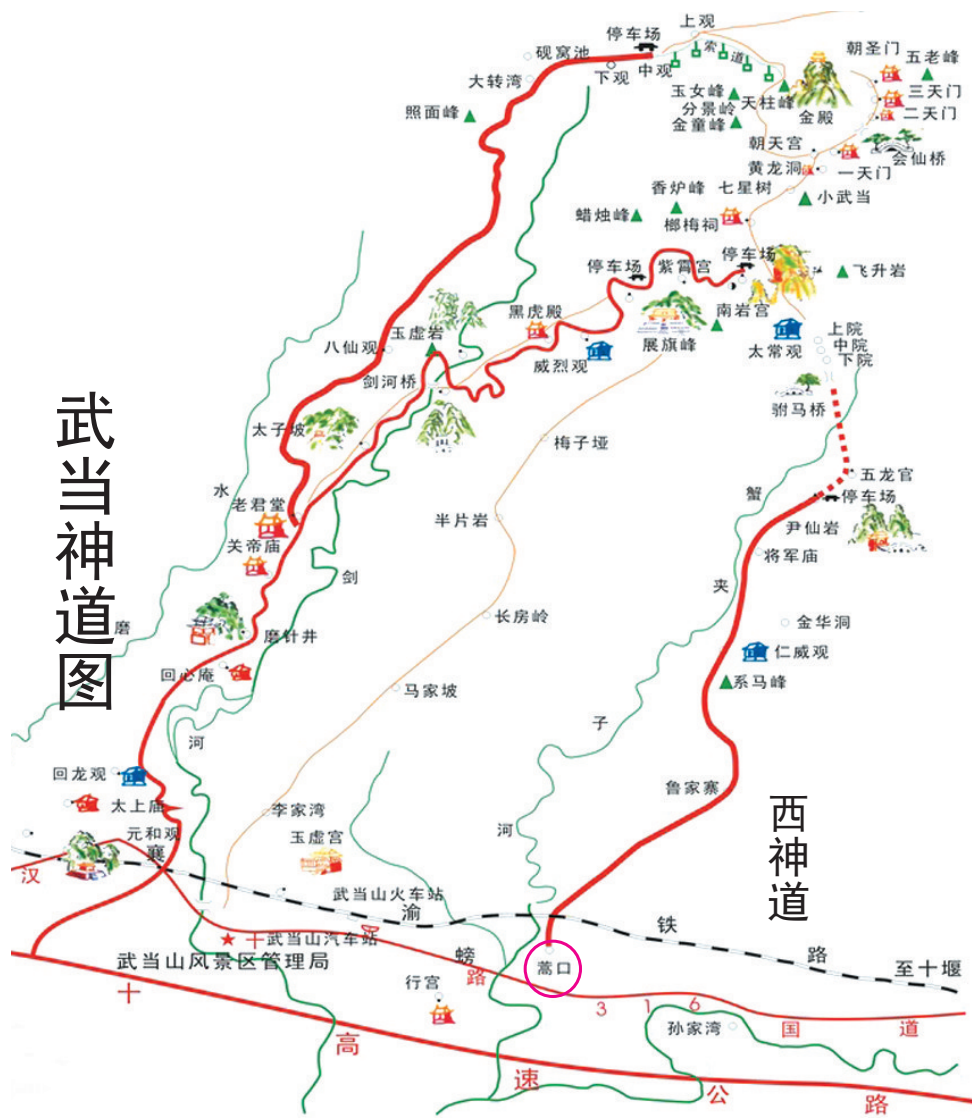 武当神道图
上观
停车场
砚窝池
索道
朝圣门
五老峰
大转湾
下观
中观
三天门
玉女峰
天柱峰
二天门
照面峰
分景岭
金殿
金童峰
朝天宫
会仙桥
黄龙洞
一天门
香炉峰
七星树
小武当
蜡烛峰
榔梅祠
停车场
停车场
紫霄宫
飞升岩
黑虎殿
南岩宫
玉虚岩
八仙观
展旗峰
太常观
上院
中院
下院
威烈观
剑河桥
驸马桥
太子坡
梅子垭
五龙官
水
蟹
停车场
老君堂
半片岩
尹仙岩
关帝庙
将军庙
剑
夹
长房岭
金华洞
磨
磨针井
仁威观
回心庵
系马峰
马家坡
子
河
回龙观
鲁家寨
太上庙
李家湾
西神道
元和观
玉虚宫
河
襄
汉
武当山火车站
渝
铁
路
至十堰
十
武当山汽车站
武当山风景区管理局
螃
路
蒿口
十
行宫
3
1
6
国
道
孙家湾
高
速
公
路